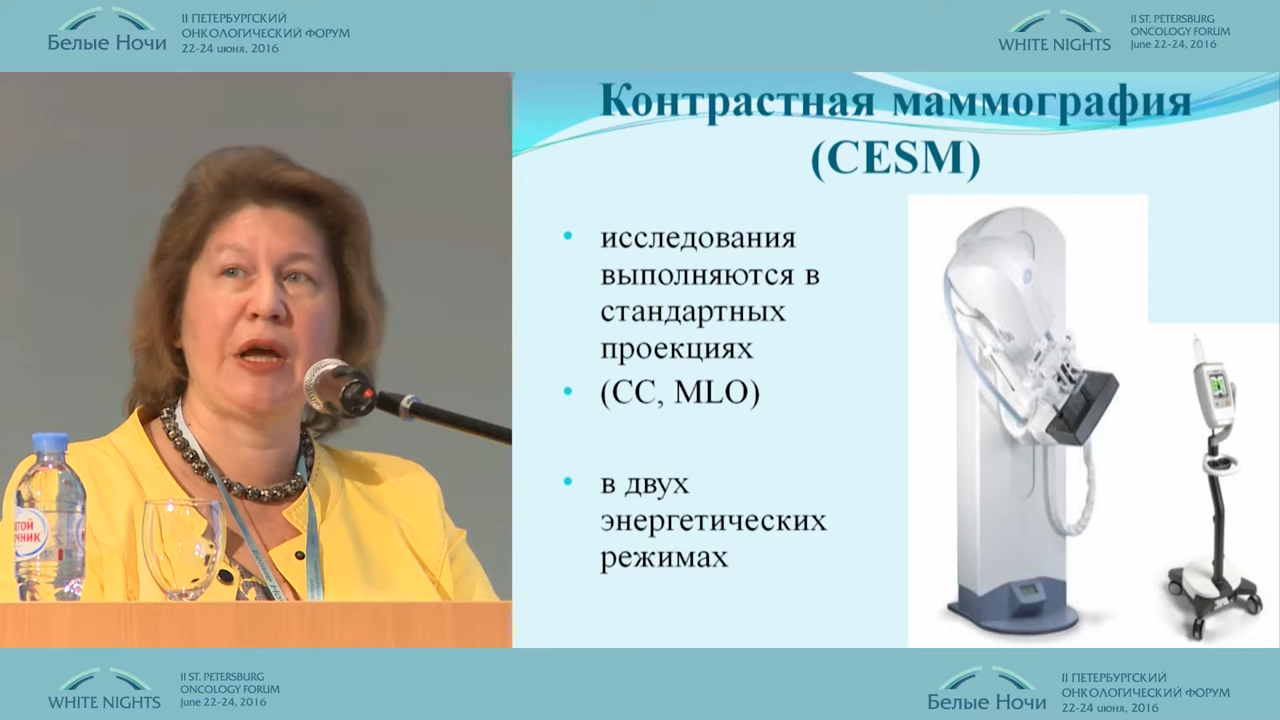 Белые Ночи
II ПЕТЕРБУРГСКИЙ
ОНКОЛОГИЧЕСКИЙ ФОРУМ
22-24 июня, 2016
WHITE NIGHTS
II ST. PETERSBURG
ONCOLOGY FORUM
June 22-24, 2016
Контрастная маммография
(CESM)
• исследования
выполняются в
стандартных
проекциях
• (CC, MLO)
• в двух
энергетических
режимах
WHITE NIGHTS
II ST. PETERSBURG
ONCOLOGY FORUM
June 22-24, 2016
Белые Ночи
II ПЕТЕРБУРГСКИЙ
ОНКОЛОГИЧЕСКИЙ ФОРУМ
22-24 июня, 2016